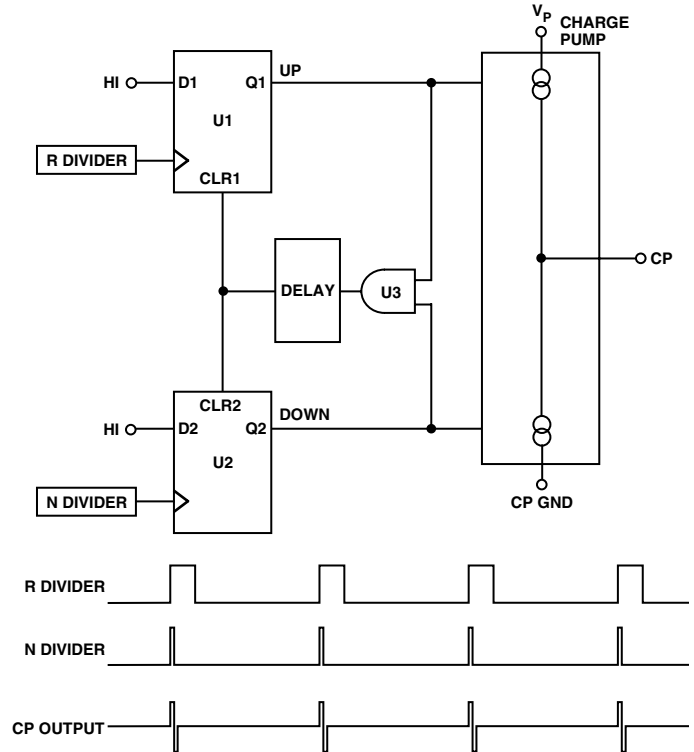 VP
CHARGE
PUMP
HI
D1
Q1
UP
U1
R DIVIDER
CLR1
DELAY
U3
CP
CLR2
HI
D2
Q2
DOWN
U2
N DIVIDER
CP GND
R DIVIDER
N DIVIDER
CP OUTPUT